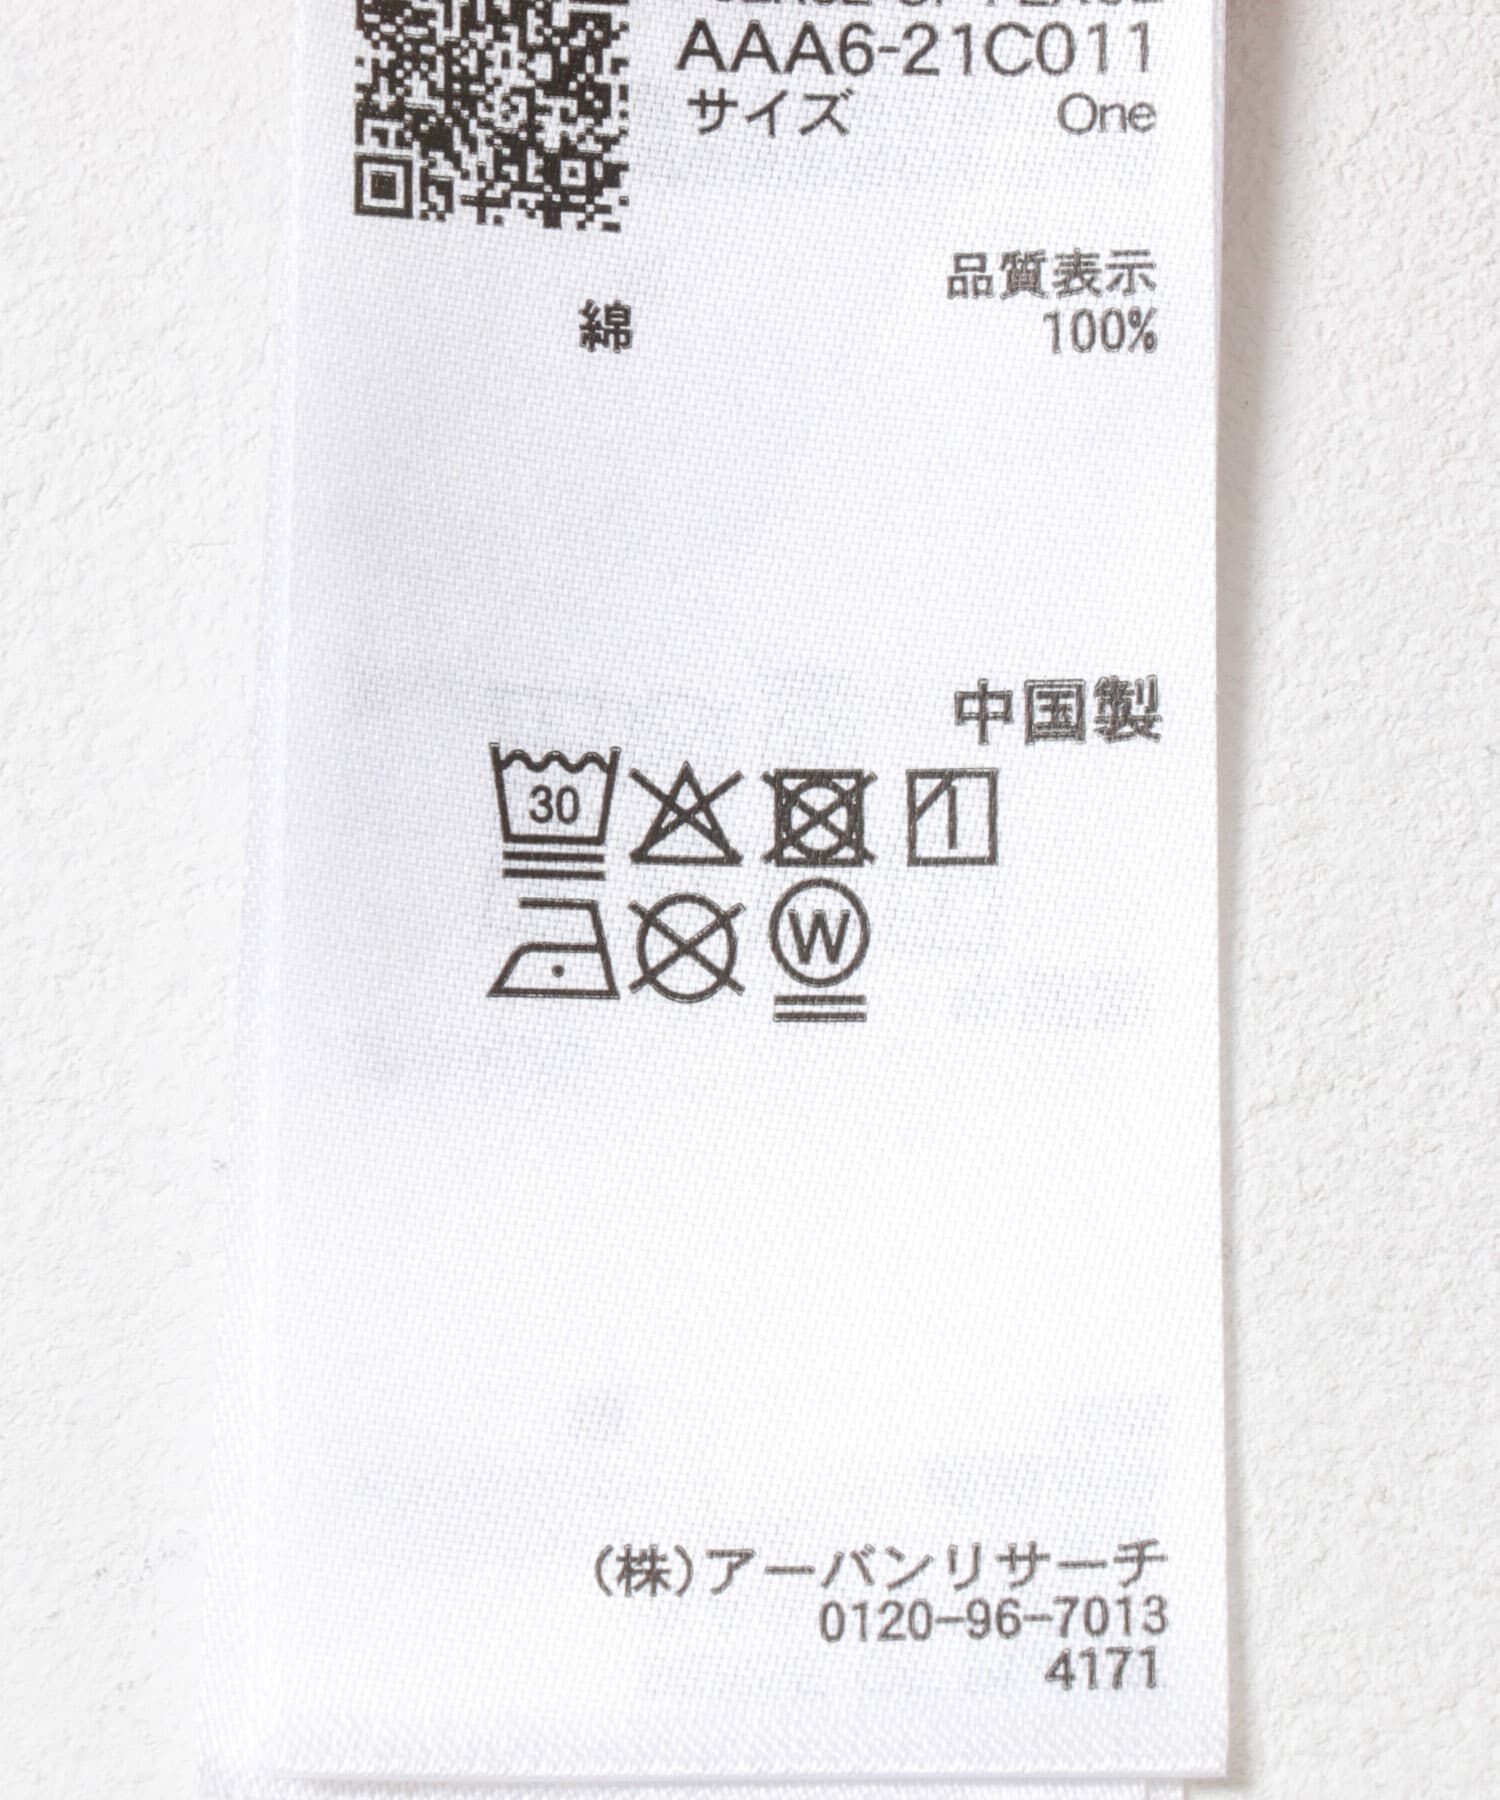 AAA6-21C011
サイズ One
品質表示
綿 100%
中国製
30
W
(株)アーバンリサーチ
0120-96-7013
4171